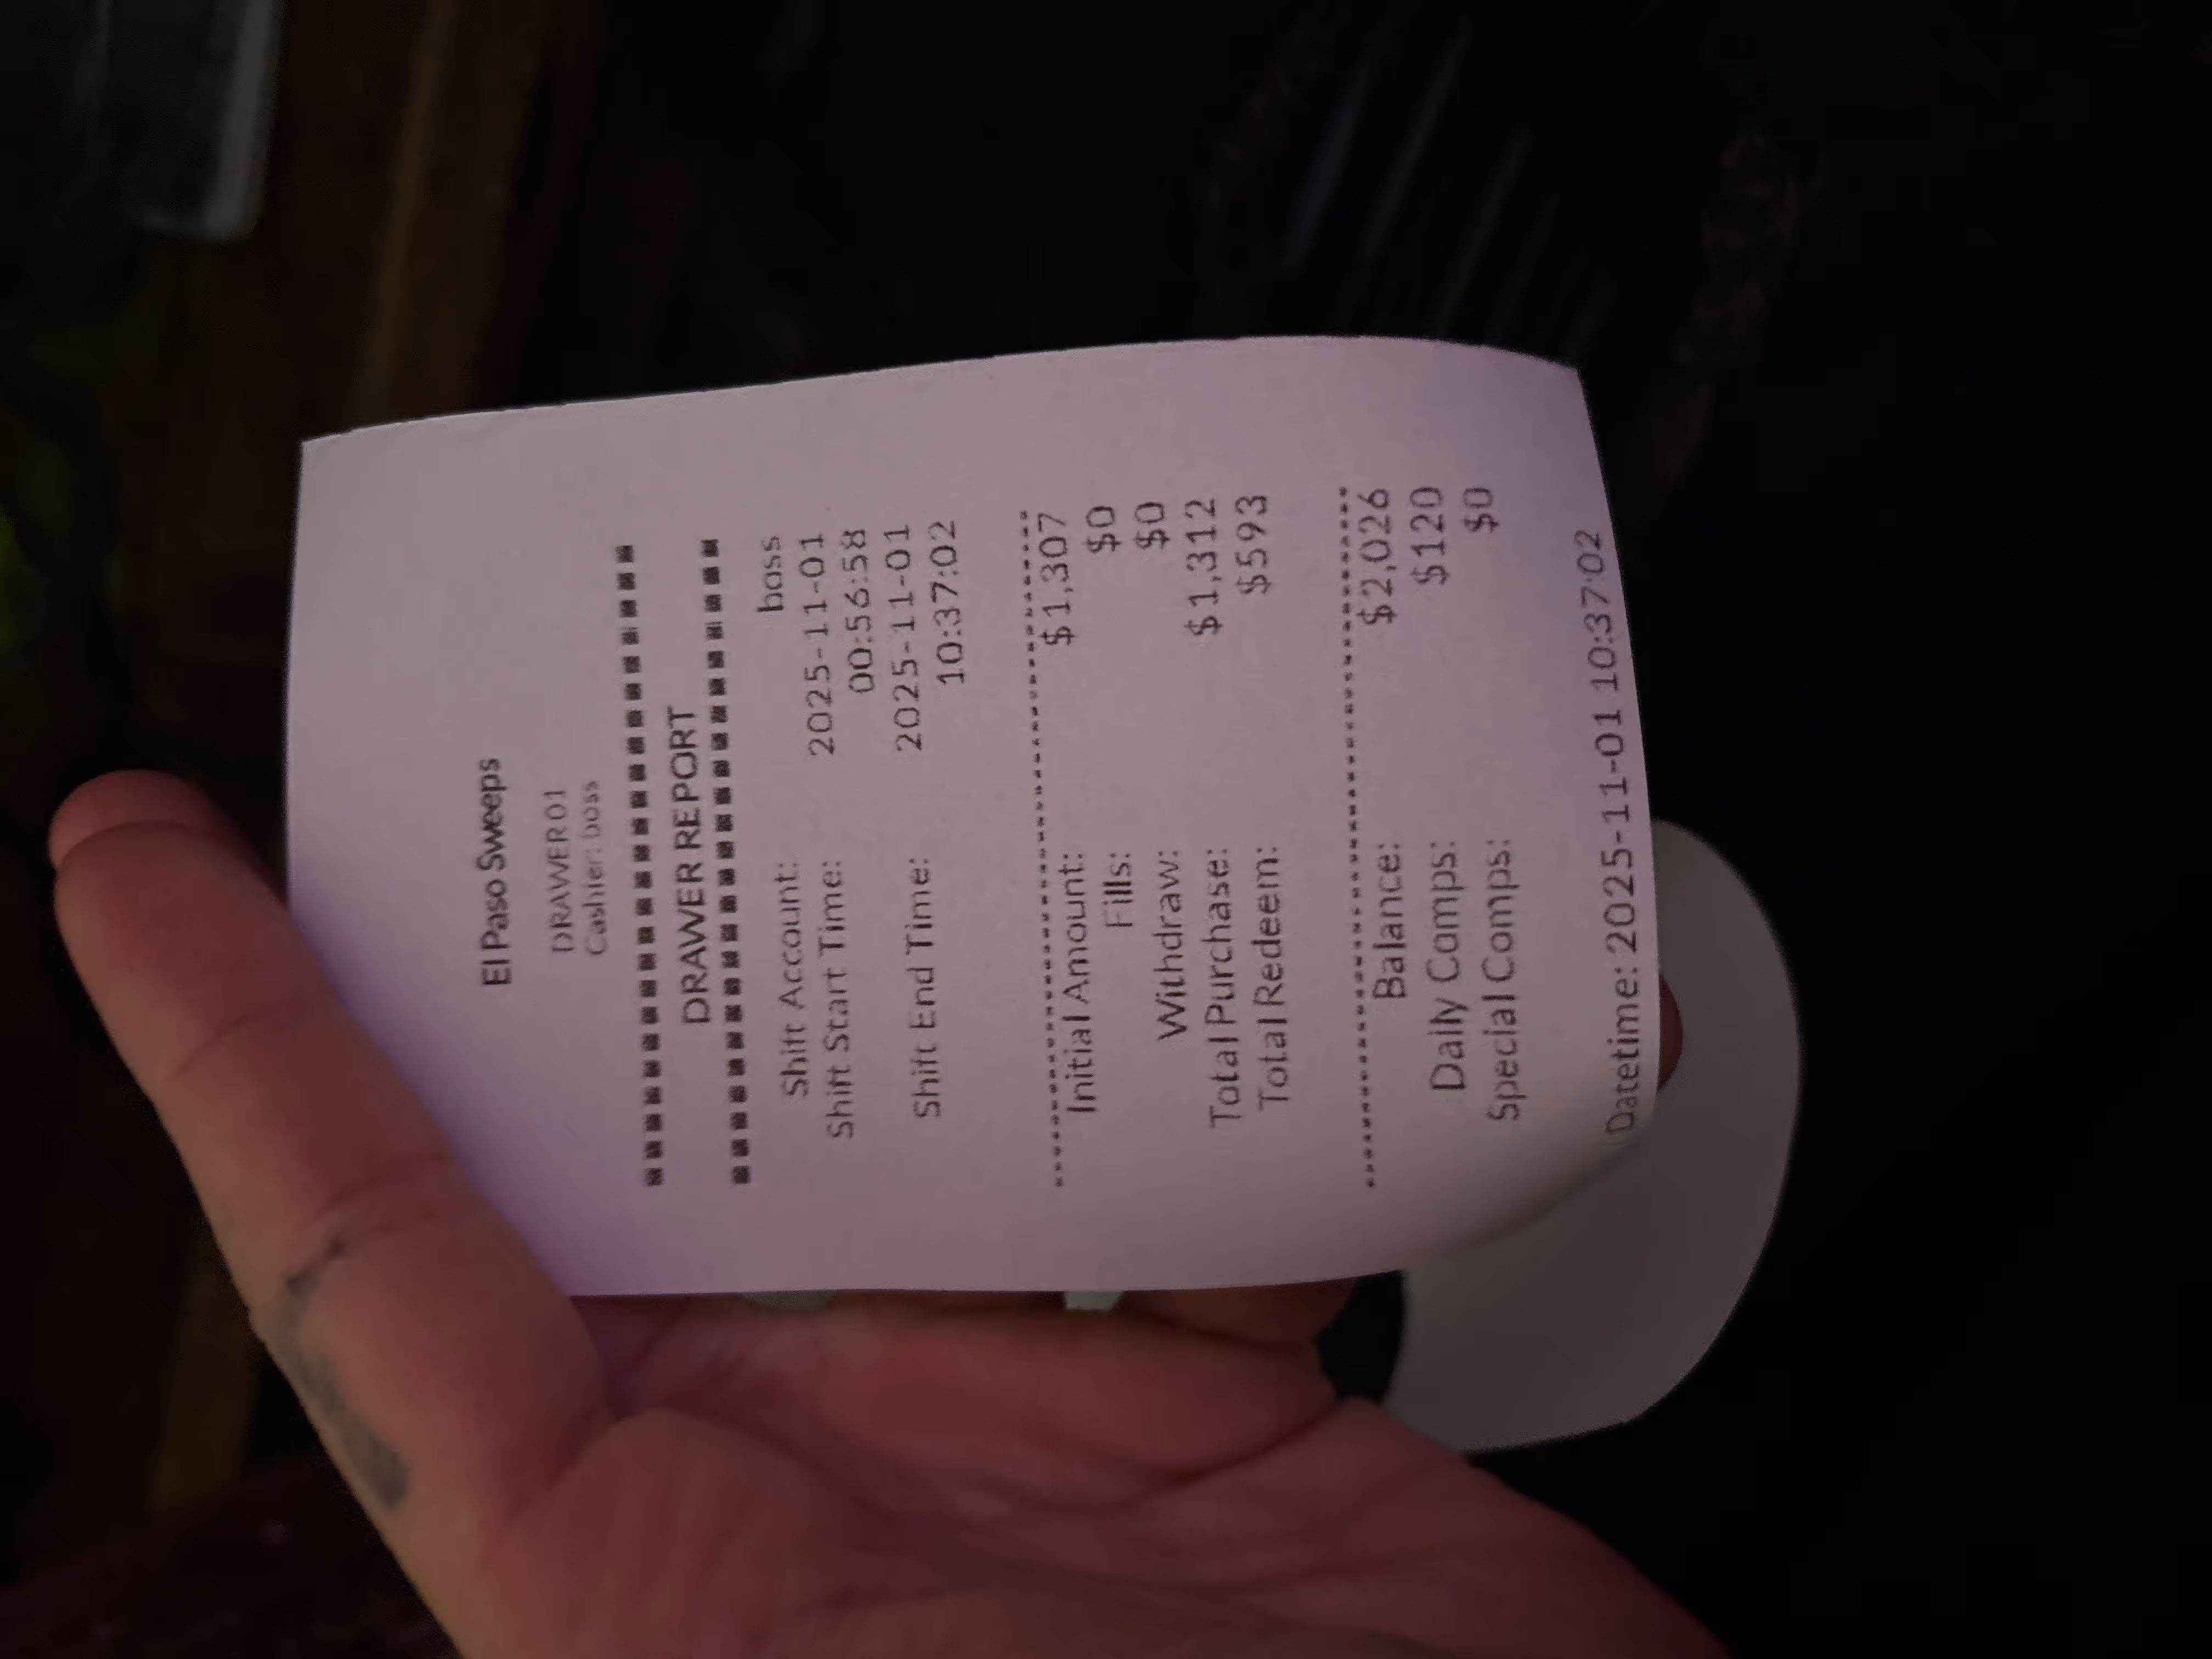 El Paso Sweeps
DRAWER 01
Cashier: boss
DRAWER REPORT
Shift Account: boss
Shift Start Time: 2025-11-01
00:56:58
Shift End Time: 2025-11-01
10:37:02
Initial Amount: $1,307
Fills: $0
Withdraw: $0
Total Purchase: $1,312
Total Redeem: $593
Balance: $2,026
Daily Comps: $120
Special Comps: $0
Datetime: 2025-11-01 10:37:02